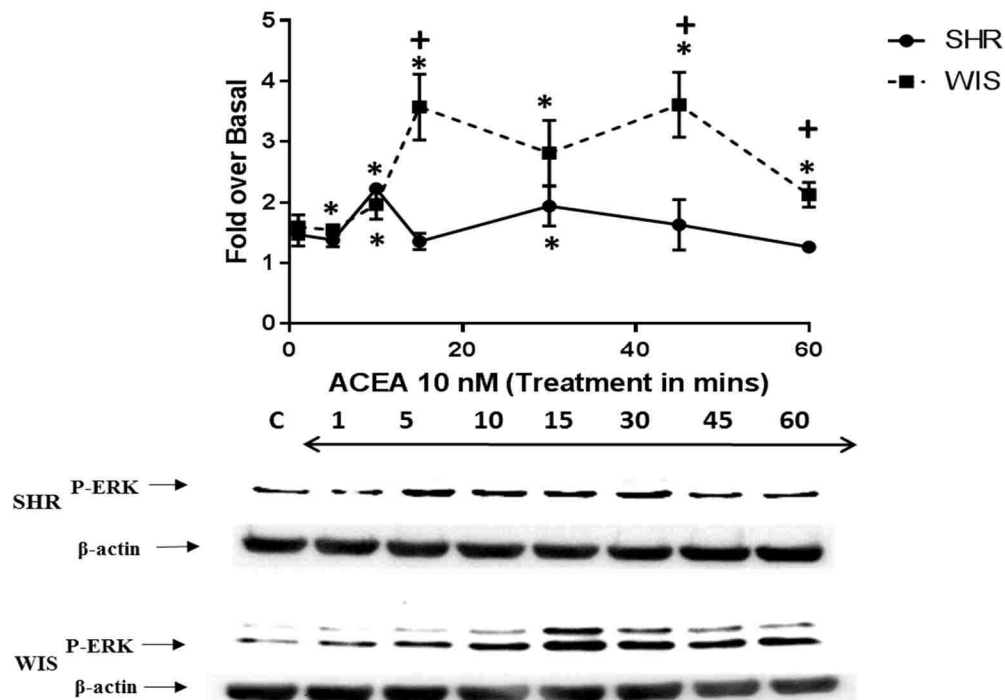 5
4
3
2
1
0
Fold over Basal
+
*
+
*
*
+
*
*
*
*
*
SHR
WIS
0 20 40 60
ACEA 10 nM (Treatment in mins)
C 1 5 10 15 30 45 60
SHR P-ERK
β-actin
WIS P-ERK
β-actin